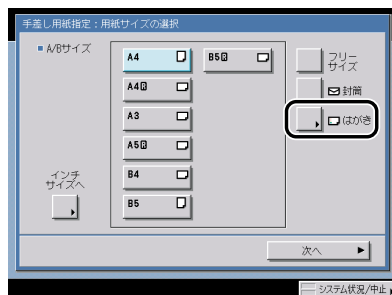 手差し用紙指定：用紙サイズの選択
■ A/Bサイズ
A4
B5R
フリー
サイズ
A4R
封筒
A3
はがき
A5R
インチ
サイズへ
B4
B5
次へ
システム状況/中止